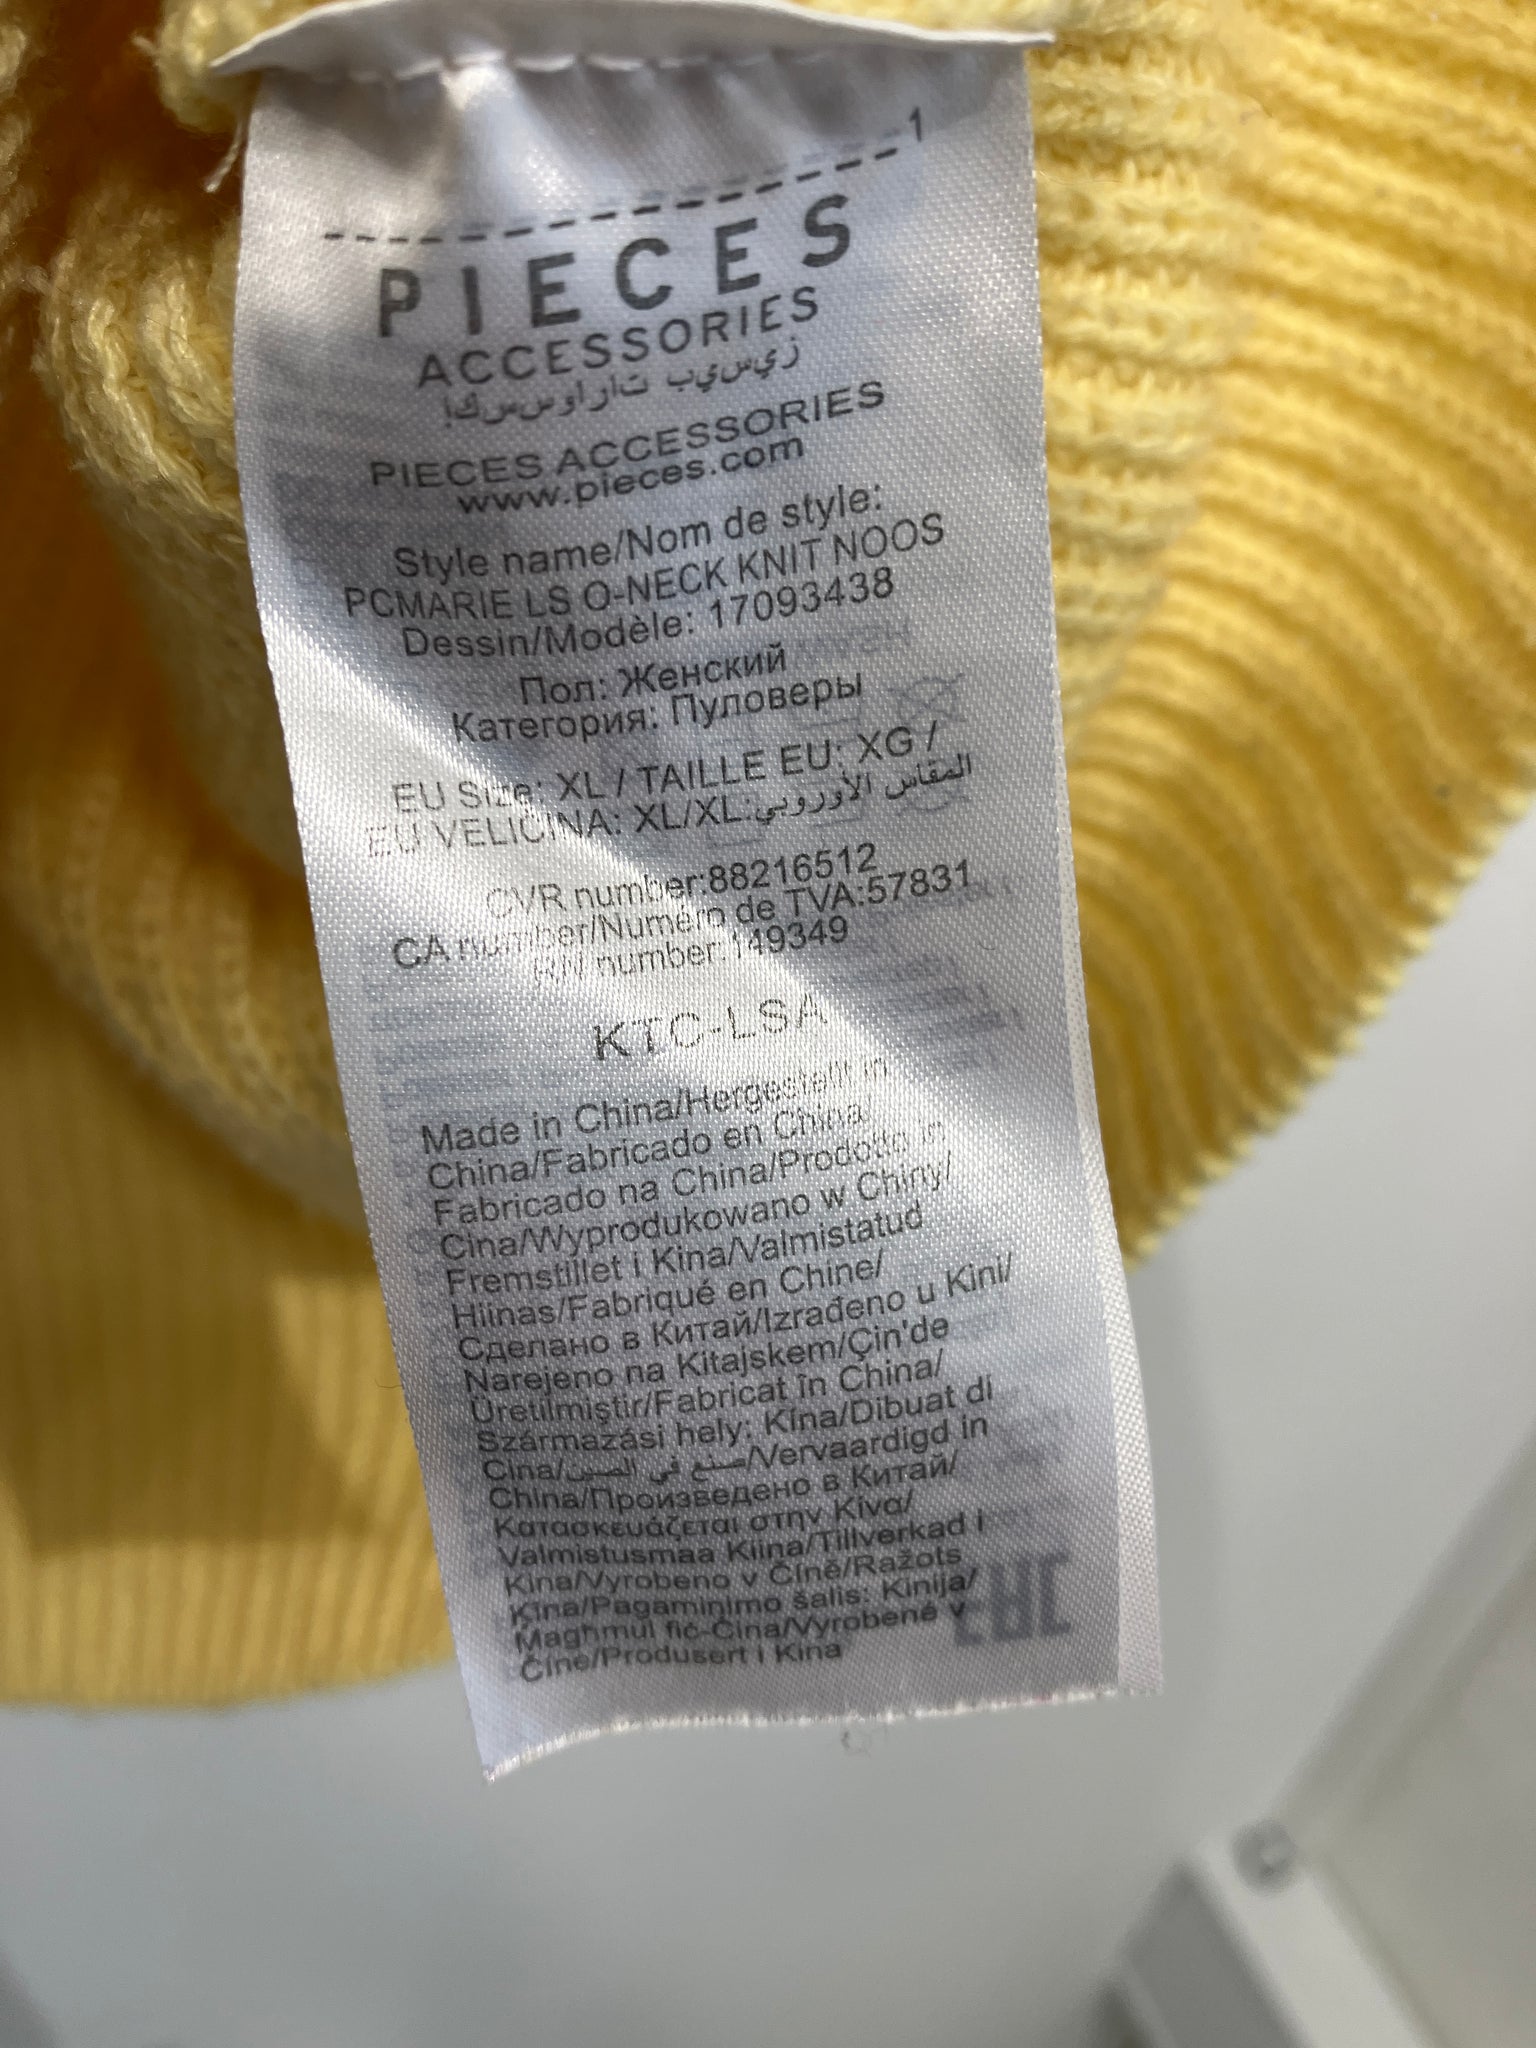 1
PIECES
ACCESSORIES
زييسيب تاراوسسكا
PIECES ACCESSORIES
www.pieces.com
Style name/Nom de style:
PCMARIE LS O-NECK KNIT NOOS
Dessin/Modèle: 17093438
Пол: Женский
Категория: Пуловеры
EU Size: XL / TAILLE EU: XG /
EU VELIČINA: XL/XL:المقاس الأوروبي
CVR number:88216512
CA number/Numéro de TVA:57831
RN number:149349
KTC-LSA
Made in China/Hergestellt in
China/Fabricado en China/
Fabricado na China/Prodotto in
Cina/Wyprodukowano w Chiny/
Fremstillet i Kina/Valmistatud
Hiinas/Fabriqué en Chine/
Сделано в Китай/Izrađeno u Kini/
Narejeno na Kitajskem/Çin'de
Üretilmiştir/Fabricat în China/
Származási hely: Kína/Dibuat di
Cina/صنع في الصين/Vervaardigd in
China/Произведено в Китай/
Κατασκευάζεται στην Κίνα/
Valmistusmaa Kiina/Tillverkad i
Kina/Vyrobeno v Číně/Ražots
Ķīna/Pagaminimo šalis: Kinija/
Magħmul fiċ-Ċina/Vyrobené v
Číne/Produsert i Kina